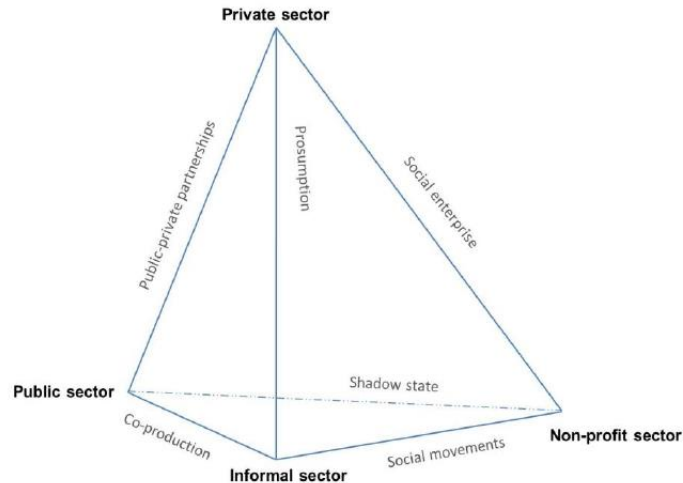 Private sector
Public-private partnerships
Prosumption
Social enterprise
Shadow state
Public sector
Co-production
Non-profit sector
Social movements
Informal sector